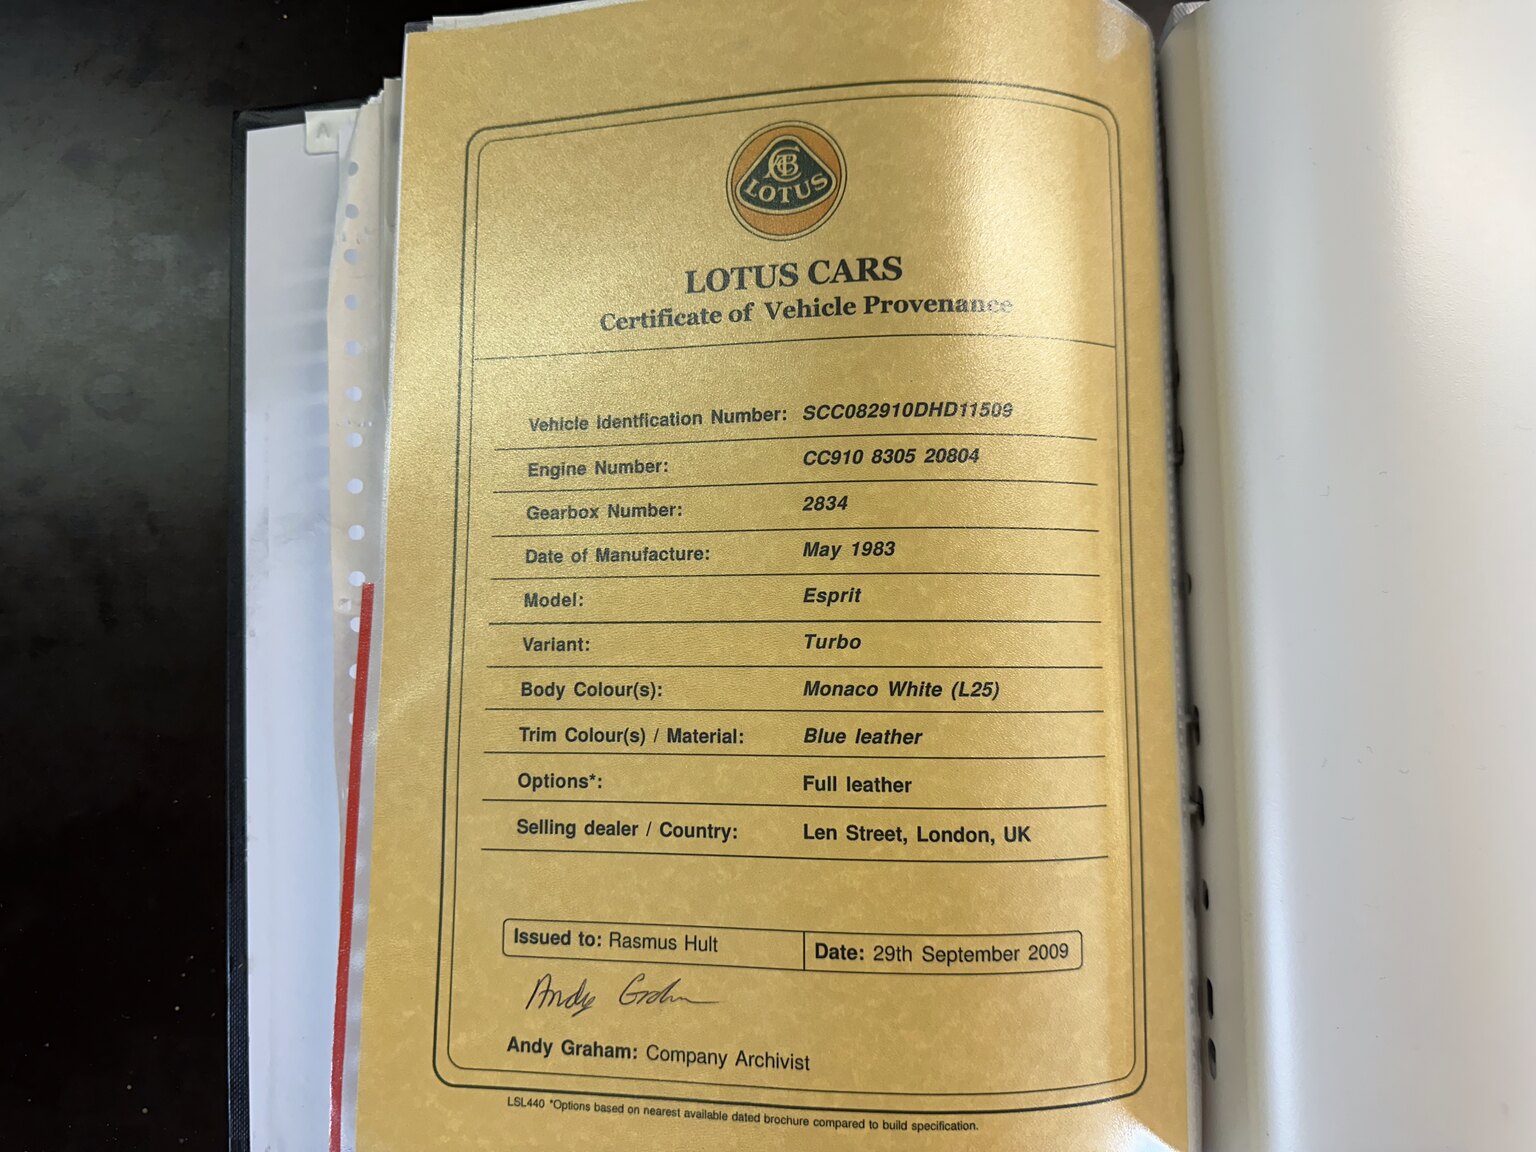 A
ACBC
LOTUS
LOTUS CARS
Certificate of Vehicle Provenance
Vehicle Identfication Number: SCC082910DHD11509
Engine Number: CC910 8305 20804
Gearbox Number: 2834
Date of Manufacture: May 1983
Model: Esprit
Variant: Turbo
Body Colour(s): Monaco White (L25)
Trim Colour(s) / Material: Blue leather
Options*: Full leather
Selling dealer / Country: Len Street, London, UK
Issued to: Rasmus Hult Date: 29th September 2009
Andy Graham
Andy Graham: Company Archivist
LSL440 *Options based on nearest available dated brochure compared to build specification.